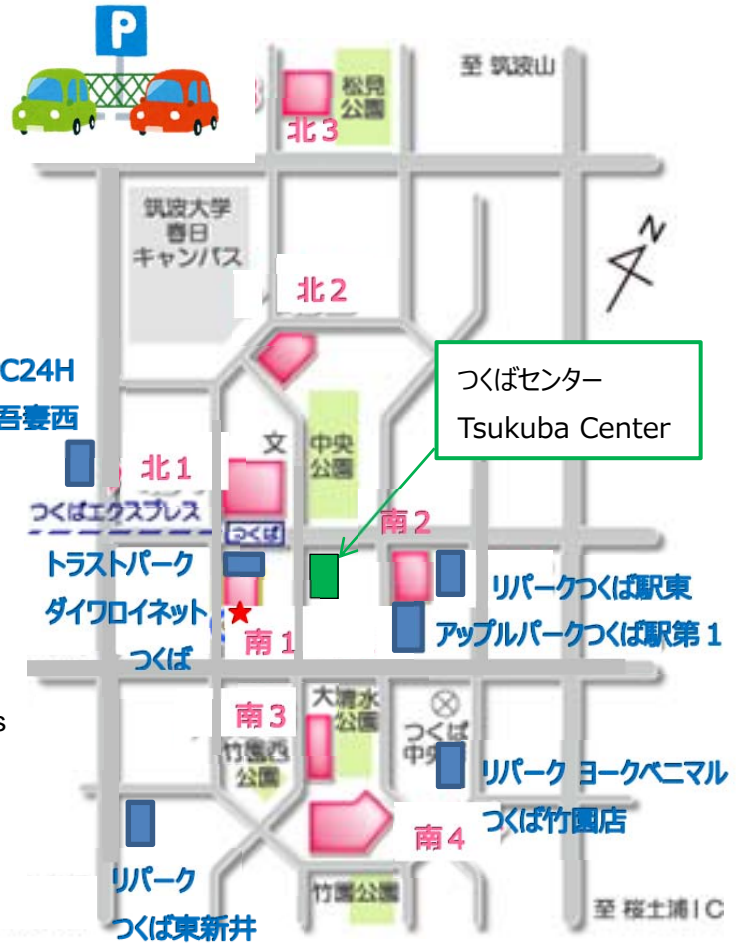 P
至 筑波山
松見
公園
北3
筑波大学
春日
キャンパス
N
北2
C24H
吾妻西
つくばセンター
Tsukuba Center
文
中央
公園
北1
つくばエクスプレス
つくば
南2
トラストパーク
ダイワロイネット
つくば
南1
リパークつくば駅東
アップルパークつくば駅第1
s
南3
大清水
公園
竹園西
公園
つくば
中央
リパーク ヨークベニマル
つくば竹園店
南4
リパーク
つくば東新井
竹園公園
至 桜土浦IC